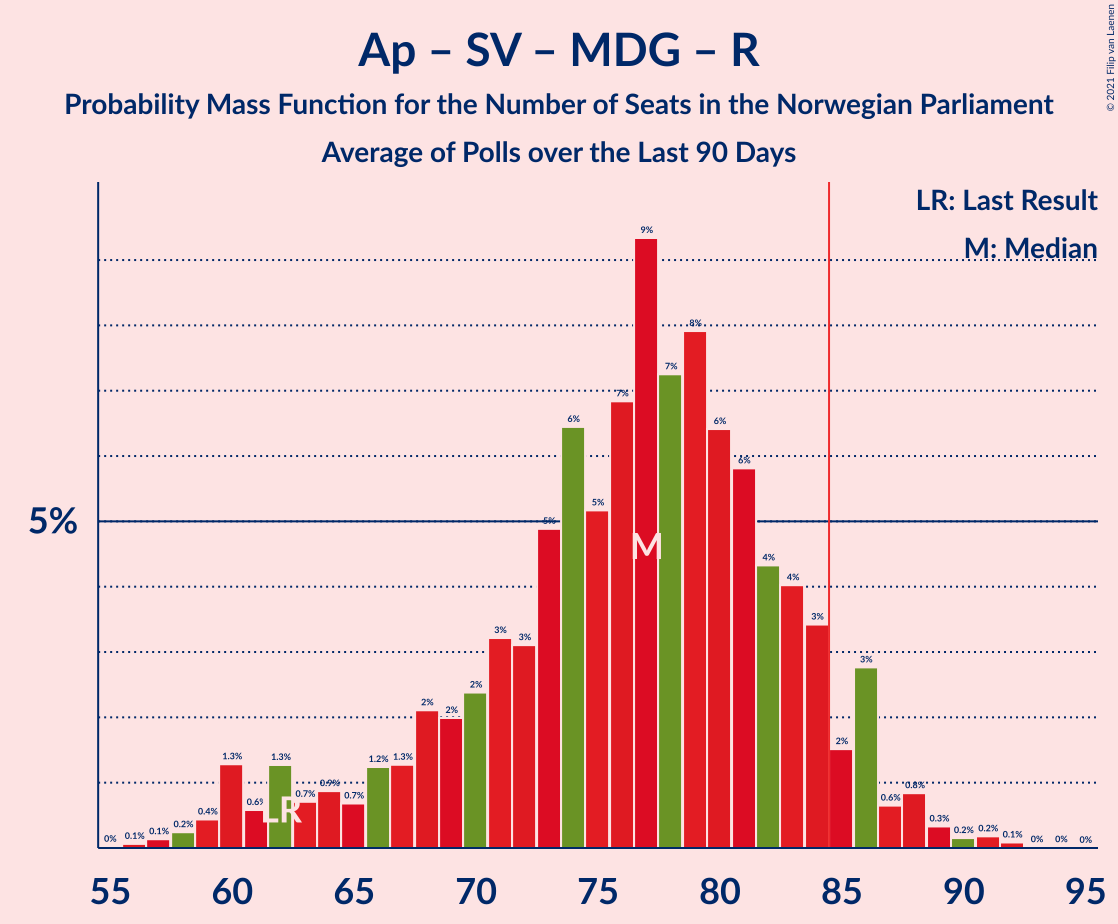 Ap – SV – MDG – R
Probability Mass Function for the Number of Seats in the Norwegian Parliament
Average of Polls over the Last 90 Days
© 2021 Filip van Laenen
LR: Last Result
M: Median
5%
0% 0.1% 0.1% 0.2% 0.4% 1.3% 0.6% 1.3% 0.7% 0.9% 0.7% 1.2% 1.3% 2% 2% 2% 3% 3% 5% 6% 5% 7% 9% 7% 8% 6% 6% 4% 4% 3% 2% 3% 0.6% 0.8% 0.3% 0.2% 0.2% 0.1% 0% 0% 0%
LR
M
55 60 65 70 75 80 85 90 95